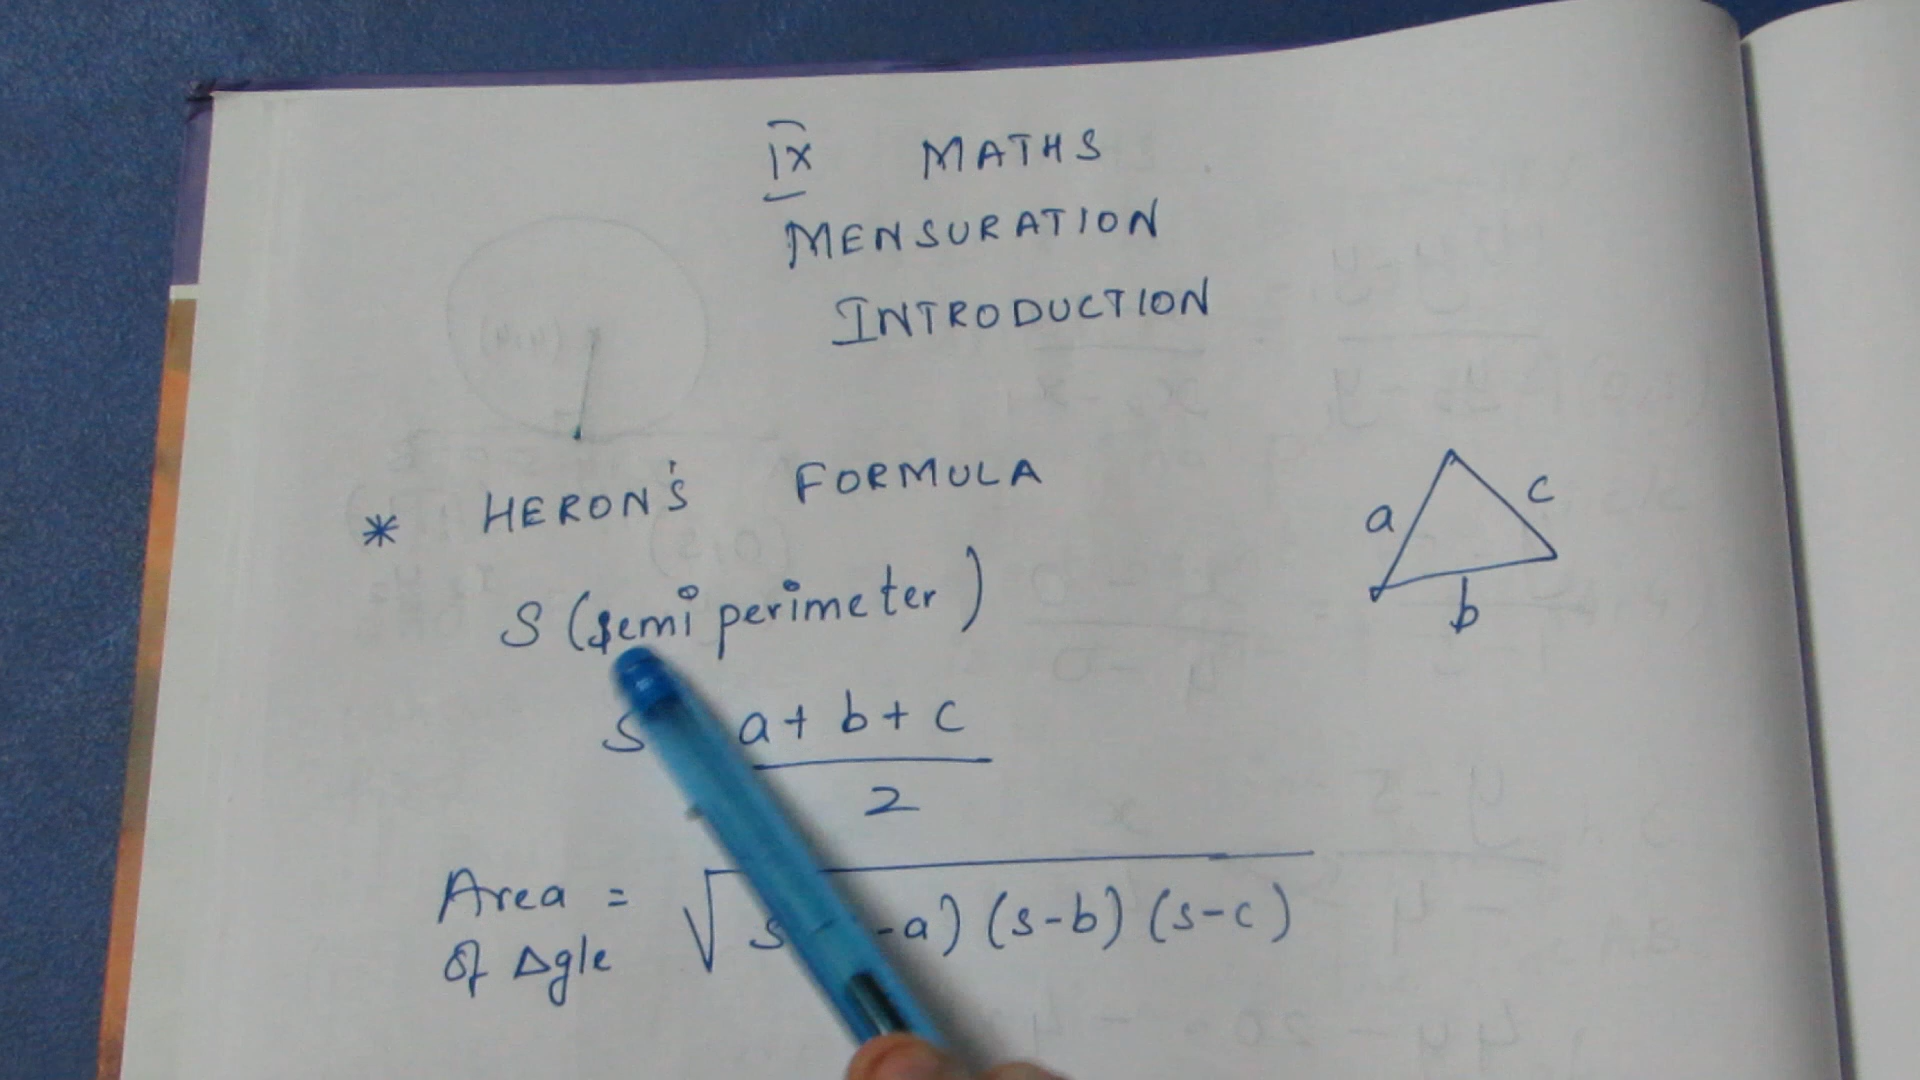 IX MATHS
MENSURATION
INTRODUCTION
* HERON'S FORMULA
S (semi perimeter)
S a + b + c
2
Area = √ s -a) (s-b) (s-c)
Of Δgle
a
c
b